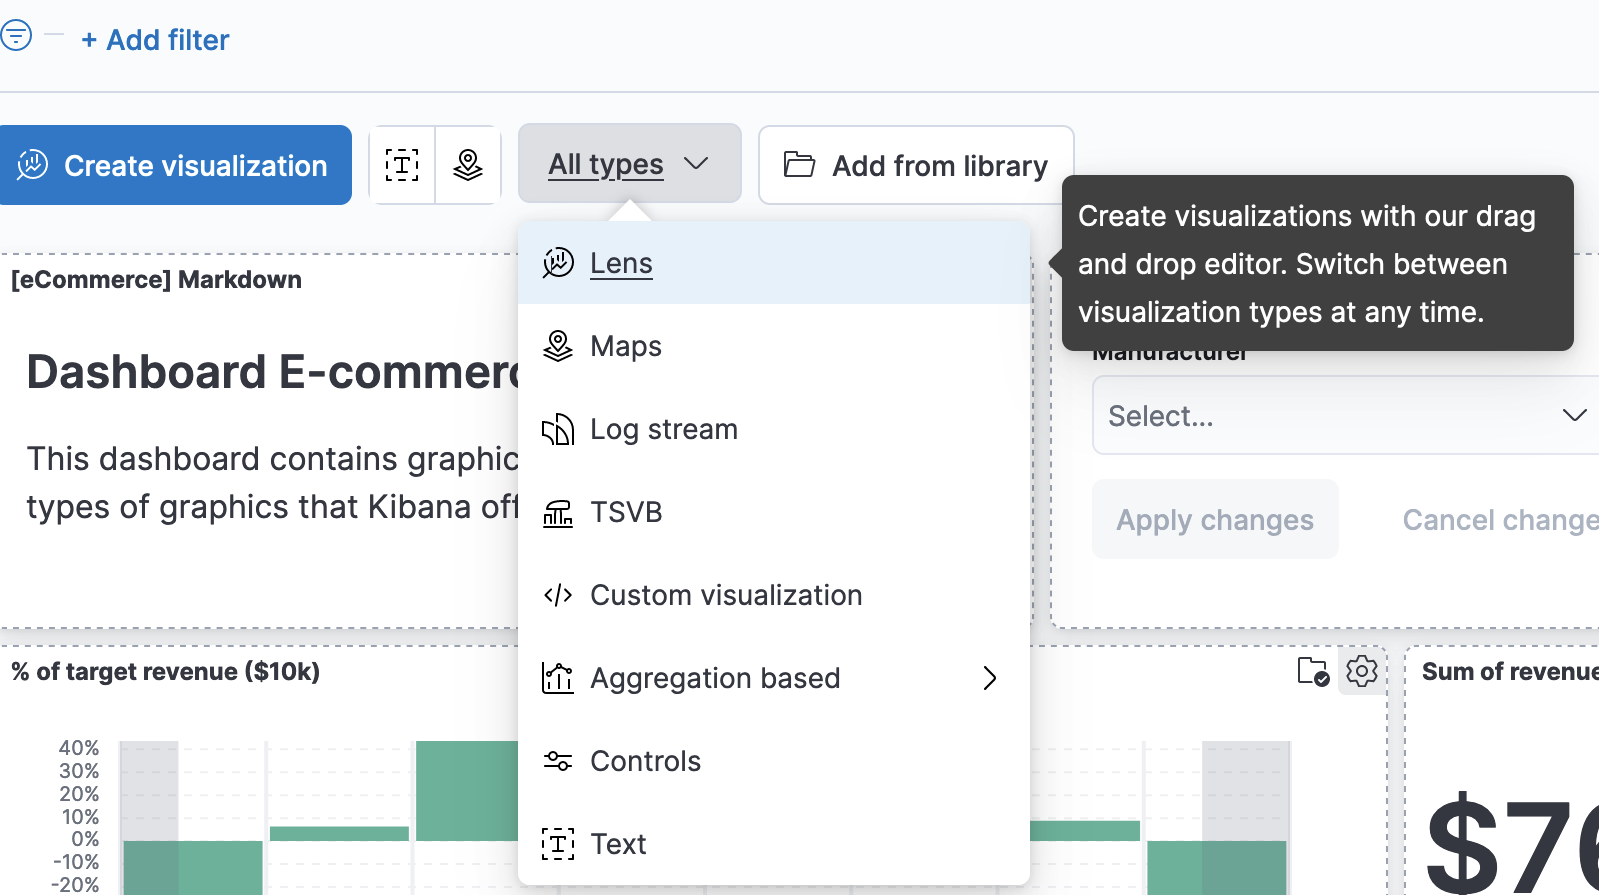 + Add filter
Create visualization
All types
Add from library
Create visualizations with our drag
and drop editor. Switch between
visualization types at any time.
[eCommerce] Markdown
Dashboard E-commerc
This dashboard contains graphic
types of graphics that Kibana off
Lens
Maps
Log stream
TSVB
Custom visualization
Aggregation based
Controls
Text
Manufacturer
Select...
Apply changes
Cancel change
% of target revenue ($10k)
40%
30%
20%
10%
0%
-10%
-20%
Sum of revenue
$76